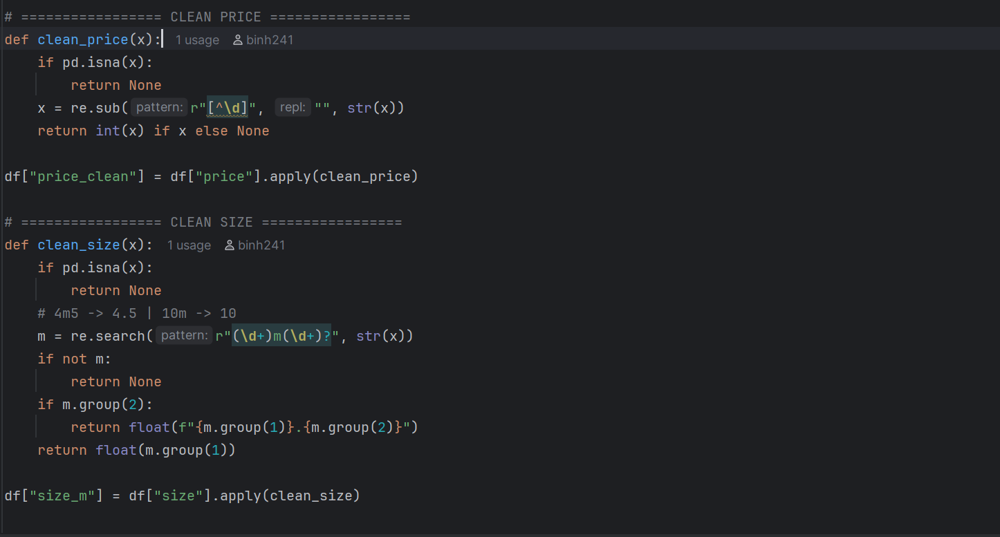 # ================= CLEAN PRICE =================
def clean_price(x): 1 usage binh241
    if pd.isna(x):
        return None
    x = re.sub( pattern: r"[^\d]", repl: "", str(x))
    return int(x) if x else None
df["price_clean"] = df["price"].apply(clean_price)
# ================= CLEAN SIZE =================
def clean_size(x): 1 usage binh241
    if pd.isna(x):
        return None
    # 4m5 -> 4.5 | 10m -> 10
    m = re.search( pattern: r"(\d+)m(\d+)?", str(x))
    if not m:
        return None
    if m.group(2):
        return float(f"{m.group(1)}.{m.group(2)}")
    return float(m.group(1))
df["size_m"] = df["size"].apply(clean_size)